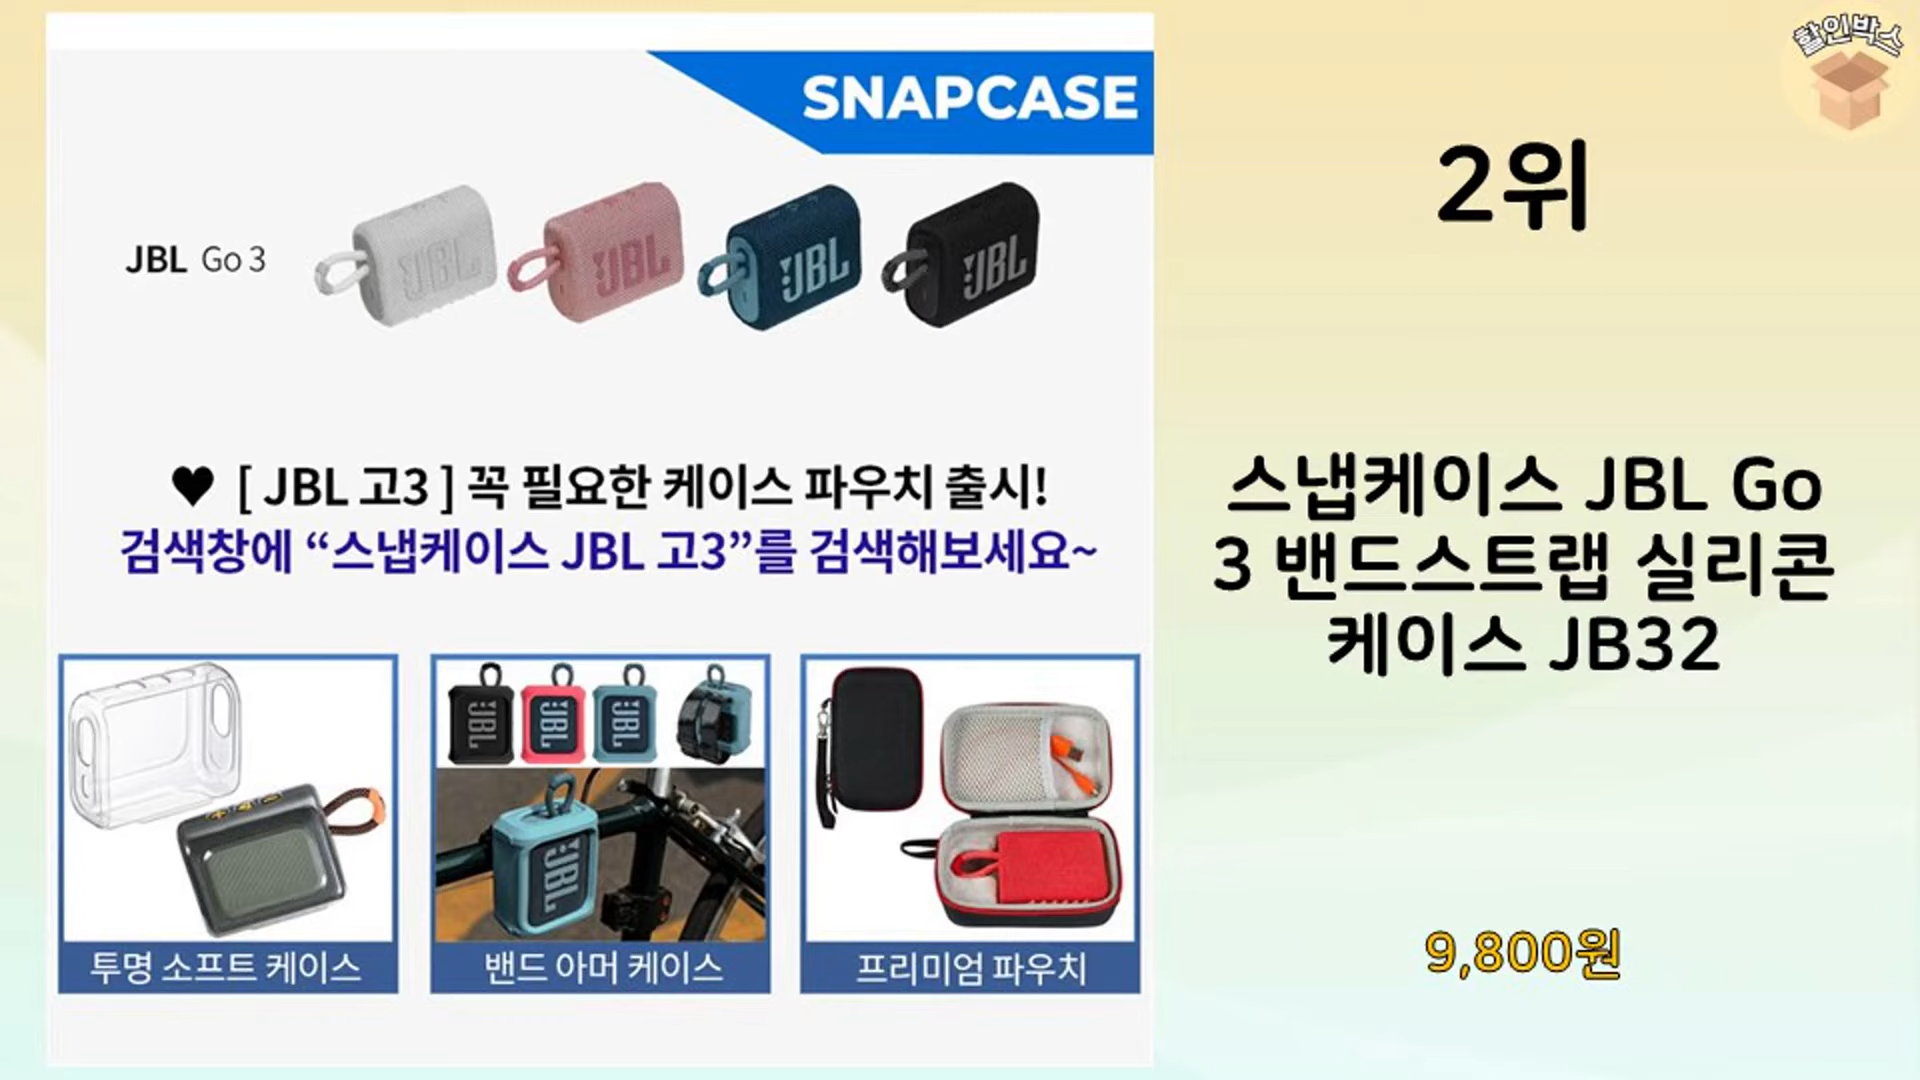 할인박스
SNAPCASE
JBL Go 3
JBL
JBL
JBL
JBL
♥ [ JBL 고3 ] 꼭 필요한 케이스 파우치 출시!
검색창에 “스냅케이스 JBL 고3”를 검색해보세요~
JBL
JBL
JBL
JBL
투명 소프트 케이스
밴드 아머 케이스
프리미엄 파우치
2위
스냅케이스 JBL Go
3 밴드스트랩 실리콘
케이스 JB32
9,800원